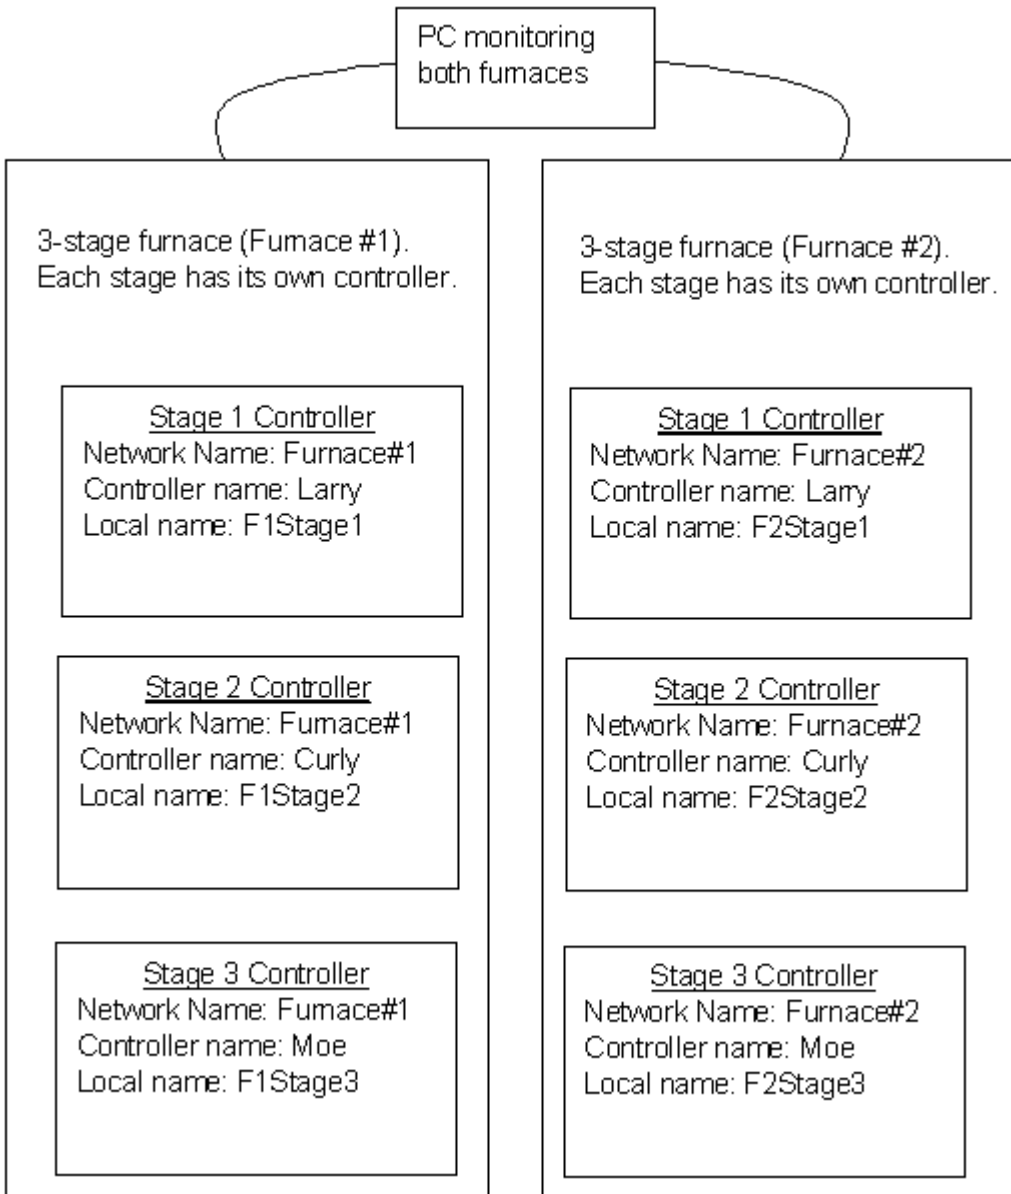 PC monitoring
both furnaces
3-stage furnace (Furnace #1).
Each stage has its own controller.
Stage 1 Controller
Network Name: Furnace#1
Controller name: Larry
Local name: F1Stage1
Stage 2 Controller
Network Name: Furnace#1
Controller name: Curly
Local name: F1Stage2
Stage 3 Controller
Network Name: Furnace#1
Controller name: Moe
Local name: F1Stage3
3-stage furnace (Furnace #2).
Each stage has its own controller.
Stage 1 Controller
Network Name: Furnace#2
Controller name: Larry
Local name: F2Stage1
Stage 2 Controller
Network Name: Furnace#2
Controller name: Curly
Local name: F2Stage2
Stage 3 Controller
Network Name: Furnace#2
Controller name: Moe
Local name: F2Stage3